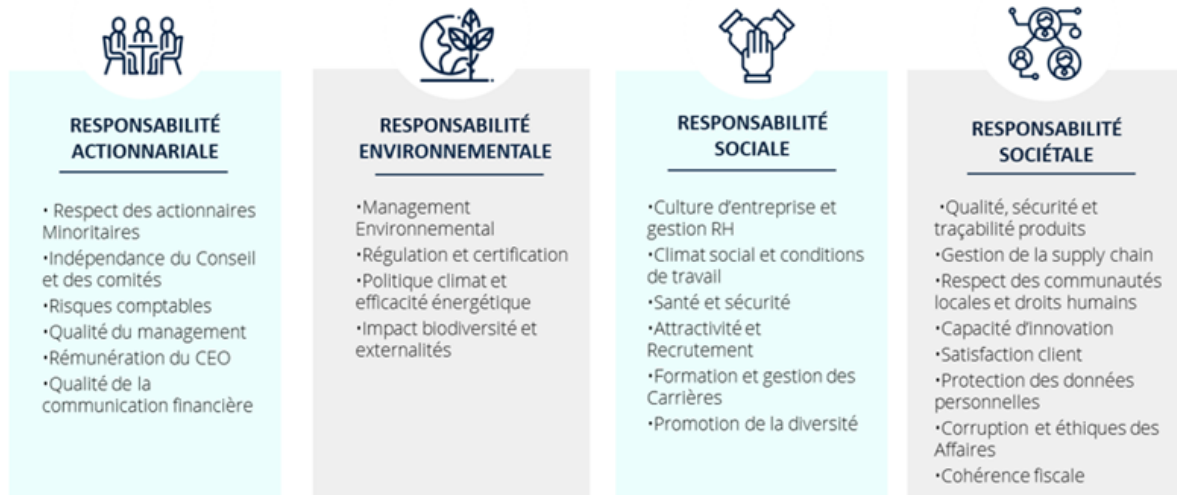 RESPONSABILITÉ
ACTIONNARIALE
• Respect des actionnaires
Minoritaires
•Indépendance du Conseil
et des comités
•Risques comptables
•Qualité du management
•Rémunération du CEO
•Qualité de la
communication financière
RESPONSABILITÉ
ENVIRONNEMENTALE
•Management
Environnemental
•Régulation et certification
•Politique climat et
efficacité énergétique
•Impact biodiversité et
externalités
RESPONSABILITÉ
SOCIALE
•Culture d'entreprise et
gestion RH
•Climat social et conditions
de travail
•Santé et sécurité
•Attractivité et
Recrutement
•Formation et gestion des
Carrières
•Promotion de la diversité
RESPONSABILITÉ
SOCIÉTALE
•Qualité, sécurité et
traçabilité produits
•Gestion de la supply chain
•Respect des communautés
locales et droits humains
•Capacité d'innovation
•Satisfaction client
•Protection des données
personnelles
•Corruption et éthiques des
Affaires
•Cohérence fiscale